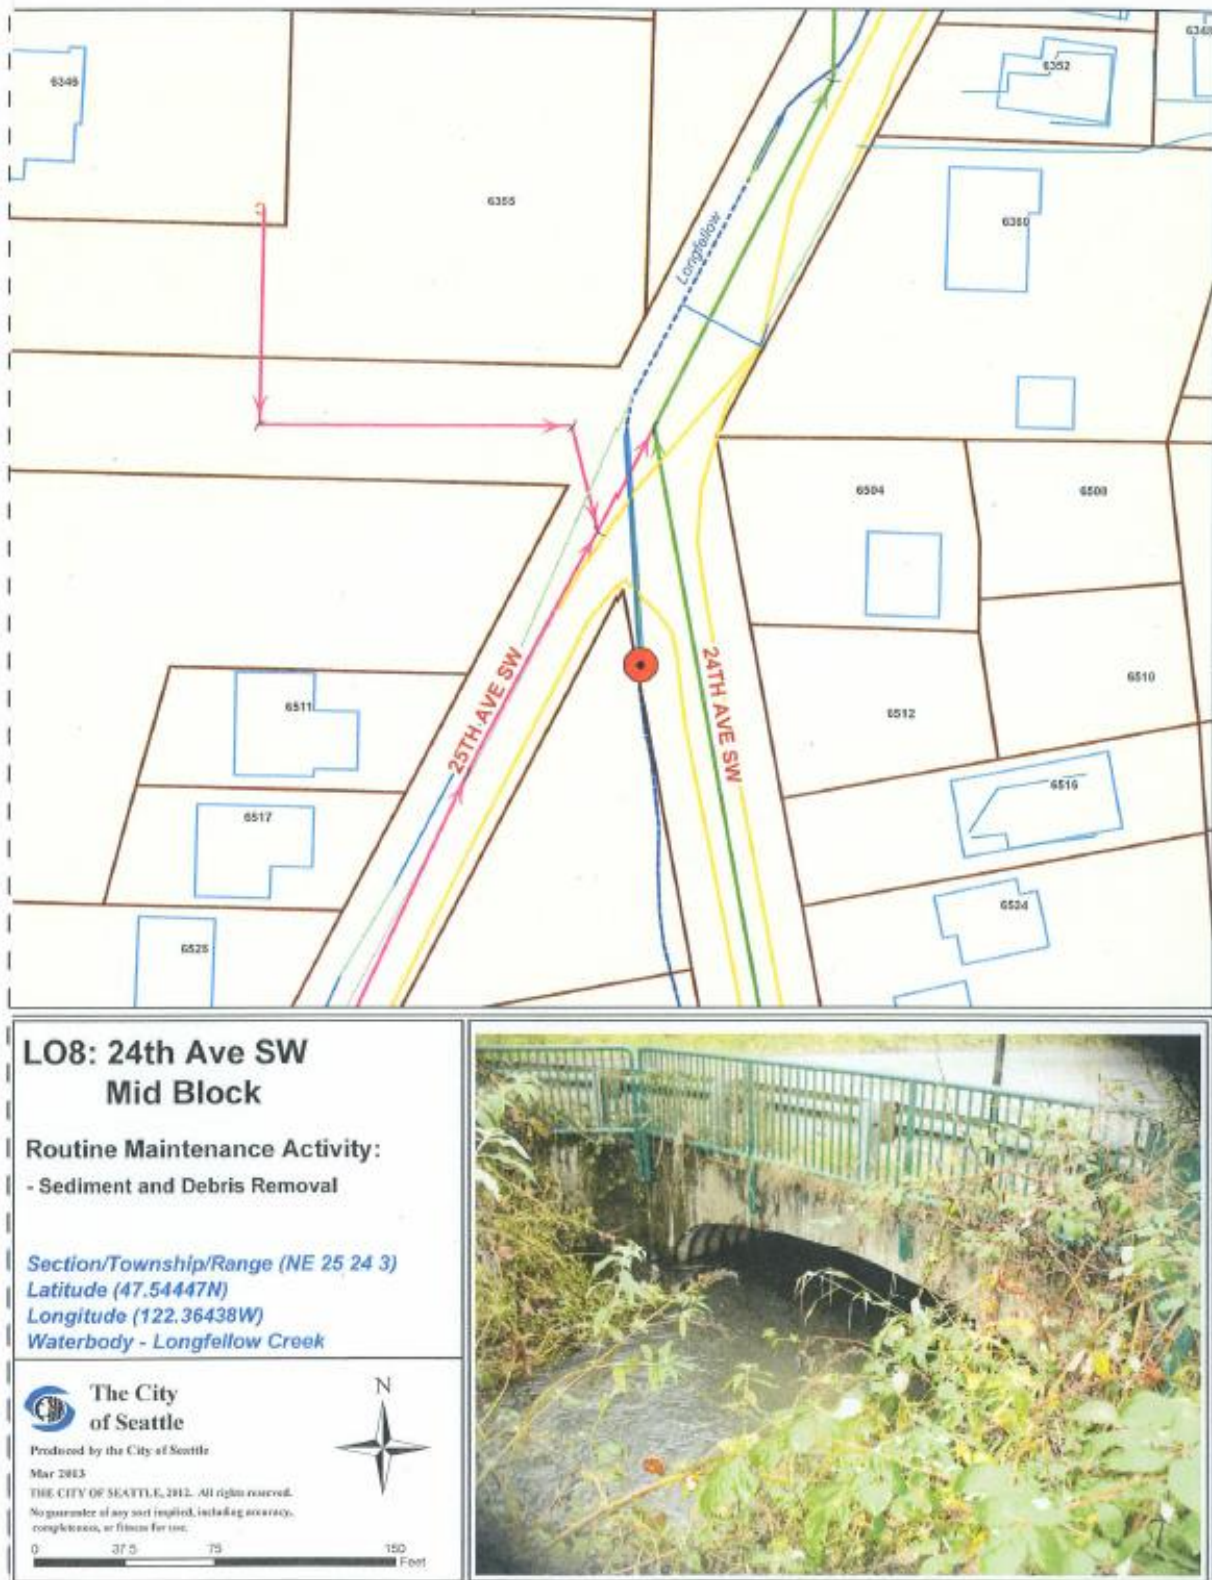 6346
6355
6352
6348
6360
Longfellow
6504
6508
6510
6512
6511
6517
6525
25TH AVE SW
24TH AVE SW
6516
6524
LO8: 24th Ave SW
Mid Block
Routine Maintenance Activity:
- Sediment and Debris Removal
Section/Township/Range (NE 25 24 3)
Latitude (47.54447N)
Longitude (122.36438W)
Waterbody - Longfellow Creek
The City
of Seattle
N
Produced by the City of Seattle
Mar 2013
THE CITY OF SEATTLE, 2012. All rights reserved.
No guarantee of any sort implied, including accuracy,
completeness, or fitness for use.
0 37.5 75 150
Feet